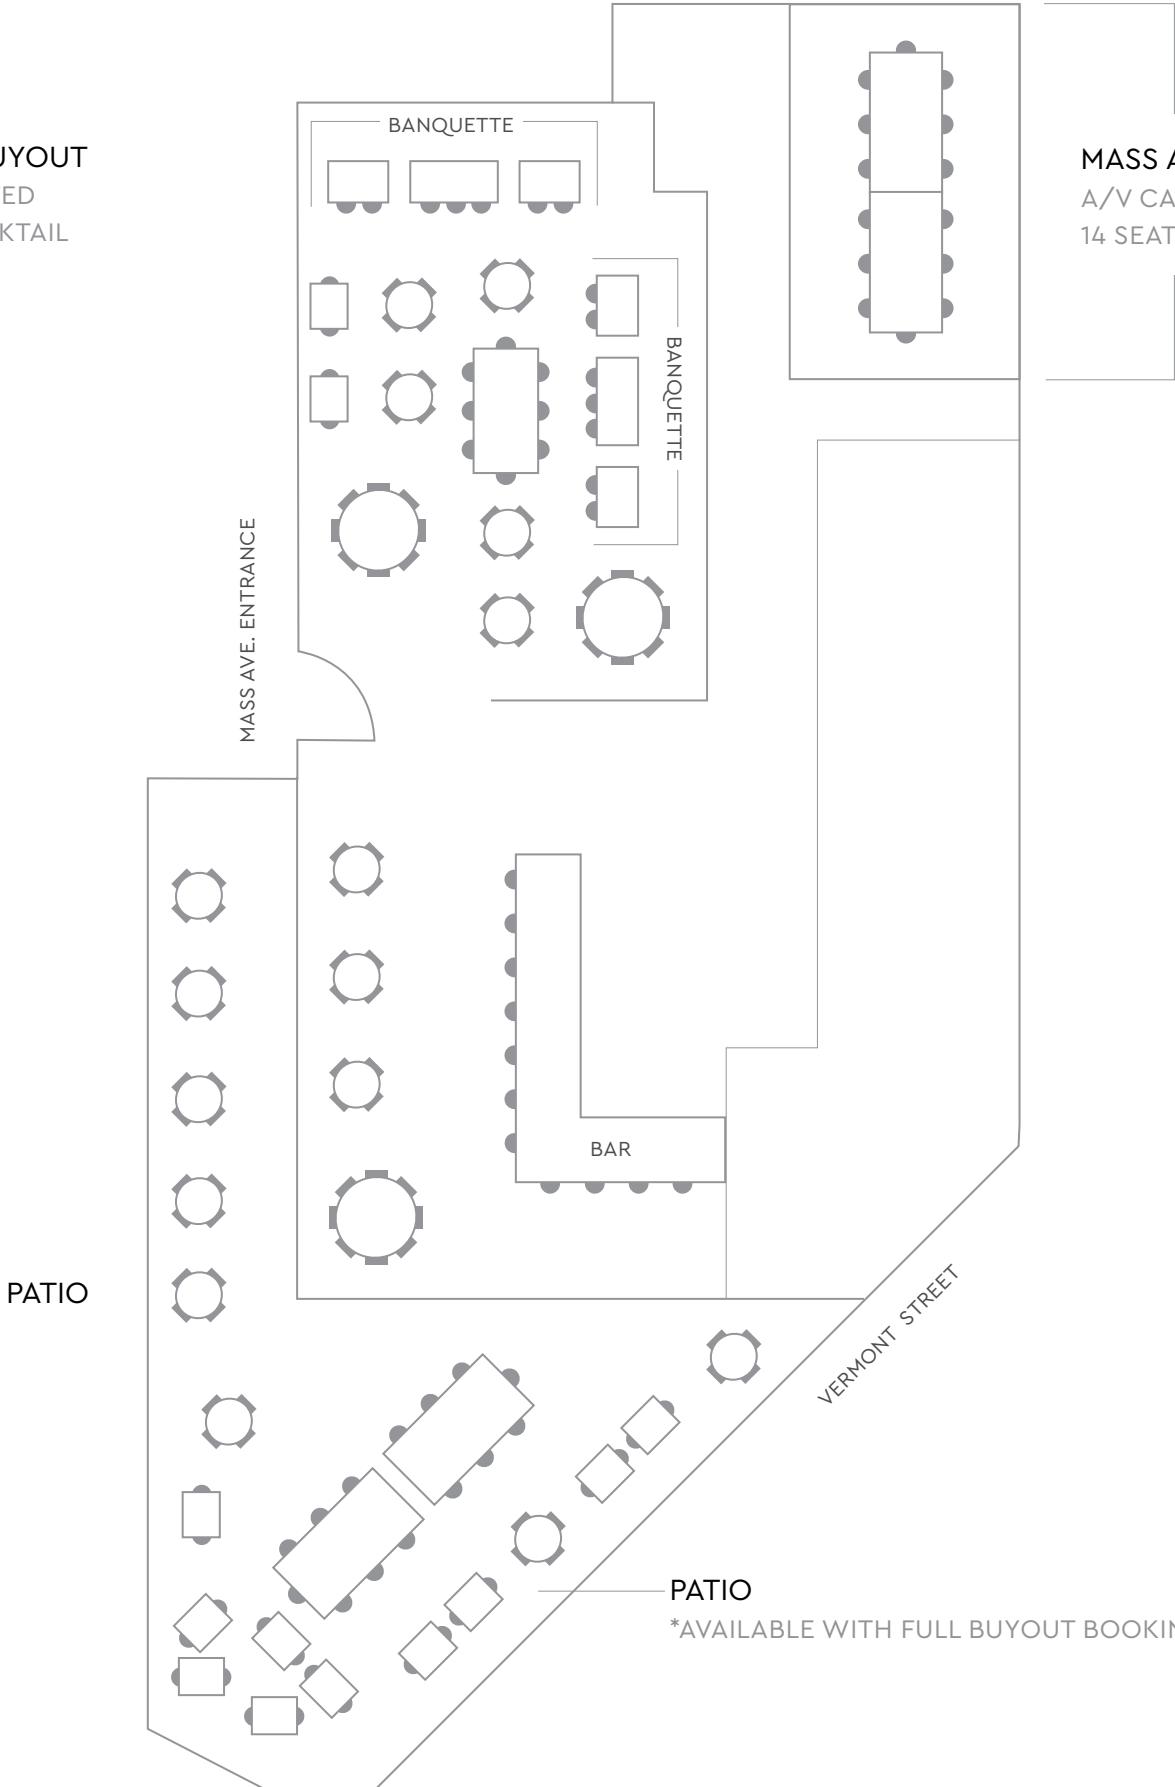 BANQUETTE
UYOUT
ED
KTAIL
MASS A
A/V CA
14 SEAT
BANQUETTE
MASS AVE. ENTRANCE
BAR
PATIO
VERMONT STREET
PATIO
*AVAILABLE WITH FULL BUYOUT BOOKIN